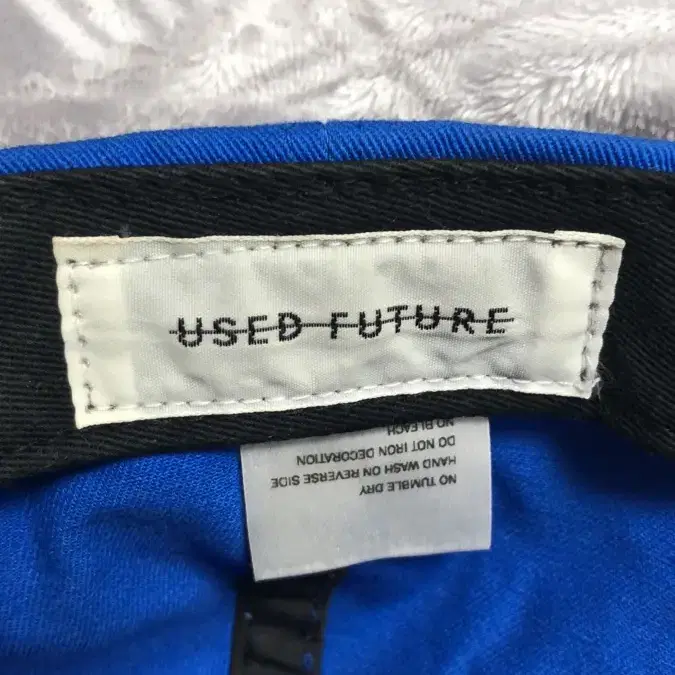 USED FUTURE
NO TUMBLE DRY
HAND WASH ON REVERSE SIDE
DO NOT IRON DECORATION
NO BLEACH